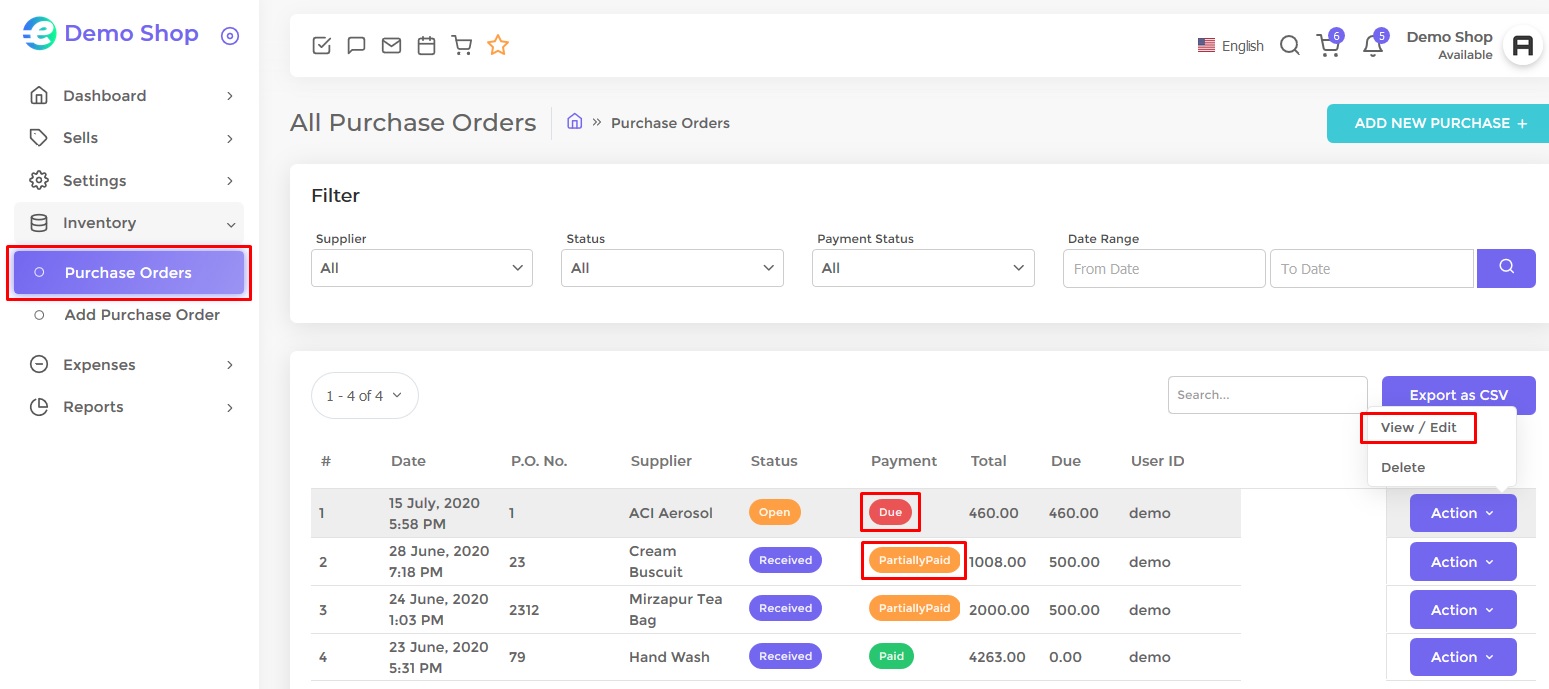 Demo Shop
Dashboard
Sells
Settings
Inventory
Purchase Orders
Add Purchase Order
Expenses
Reports
English
6
5
Demo Shop
Available
All Purchase Orders
» Purchase Orders
ADD NEW PURCHASE +
Filter
Supplier Status Payment Status Date Range
All All All From Date To Date
1 - 4 of 4
Search...
Export as CSV
View / Edit
Delete
# Date P.O. No. Supplier Status Payment Total Due User ID
1 15 July, 2020 5:58 PM 1 ACI Aerosol Open Due 460.00 460.00 demo Action
2 28 June, 2020 7:18 PM 23 Cream Buscuit Received PartiallyPaid 1008.00 500.00 demo Action
3 24 June, 2020 1:03 PM 2312 Mirzapur Tea Bag Received PartiallyPaid 2000.00 500.00 demo Action
4 23 June, 2020 5:31 PM 79 Hand Wash Received Paid 4263.00 0.00 demo Action